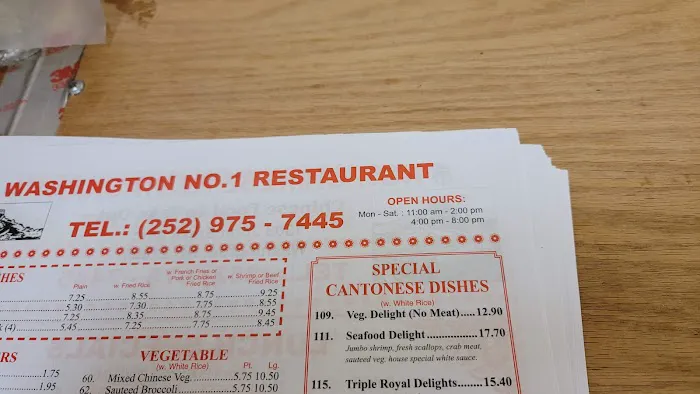 WASHINGTON NO.1 RESTAURANT
TEL.: (252) 975 - 7445
OPEN HOURS:
Mon - Sat. : 11:00 am - 2:00 pm
4:00 pm - 8:00 pm
HES
Plain
w. Fried Rice
w. French Fries or
Pork or Chicken
Fried Rice
w. Shrimp or Beef
Fried Rice
7.25 8.55 8.75 9.25
5.30 7.30 7.75 8.55
7.25 8.35 8.75 9.45
(4) 5.45 7.25 7.75 8.45
ERS
1.75
1.95
VEGETABLE
(w. White Rice) Pt. Lg.
60. Mixed Chinese Veg. 5.75 10.50
62. Sauteed Broccoli 5.75 10.50
SPECIAL
CANTONESE DISHES
(w. White Rice)
109. Veg. Delight (No Meat).....12.90
111. Seafood Delight 17.70
Jumbo shrimp, fresh scallops, crab meat,
sauteed veg. house special white sauce.
115. Triple Royal Delights 15.40